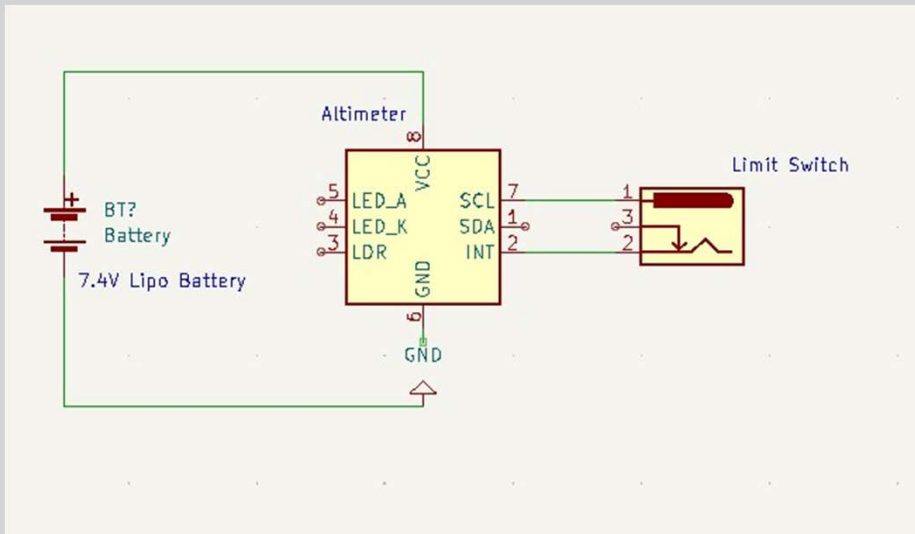 Altimeter
8
VCC
Limit Switch
5 LED_A SCL 7 1
4 LED_K SDA 1 3
3 LDR INT 2 2
BT?
Battery
7.4V Lipo Battery
GND
6
GND